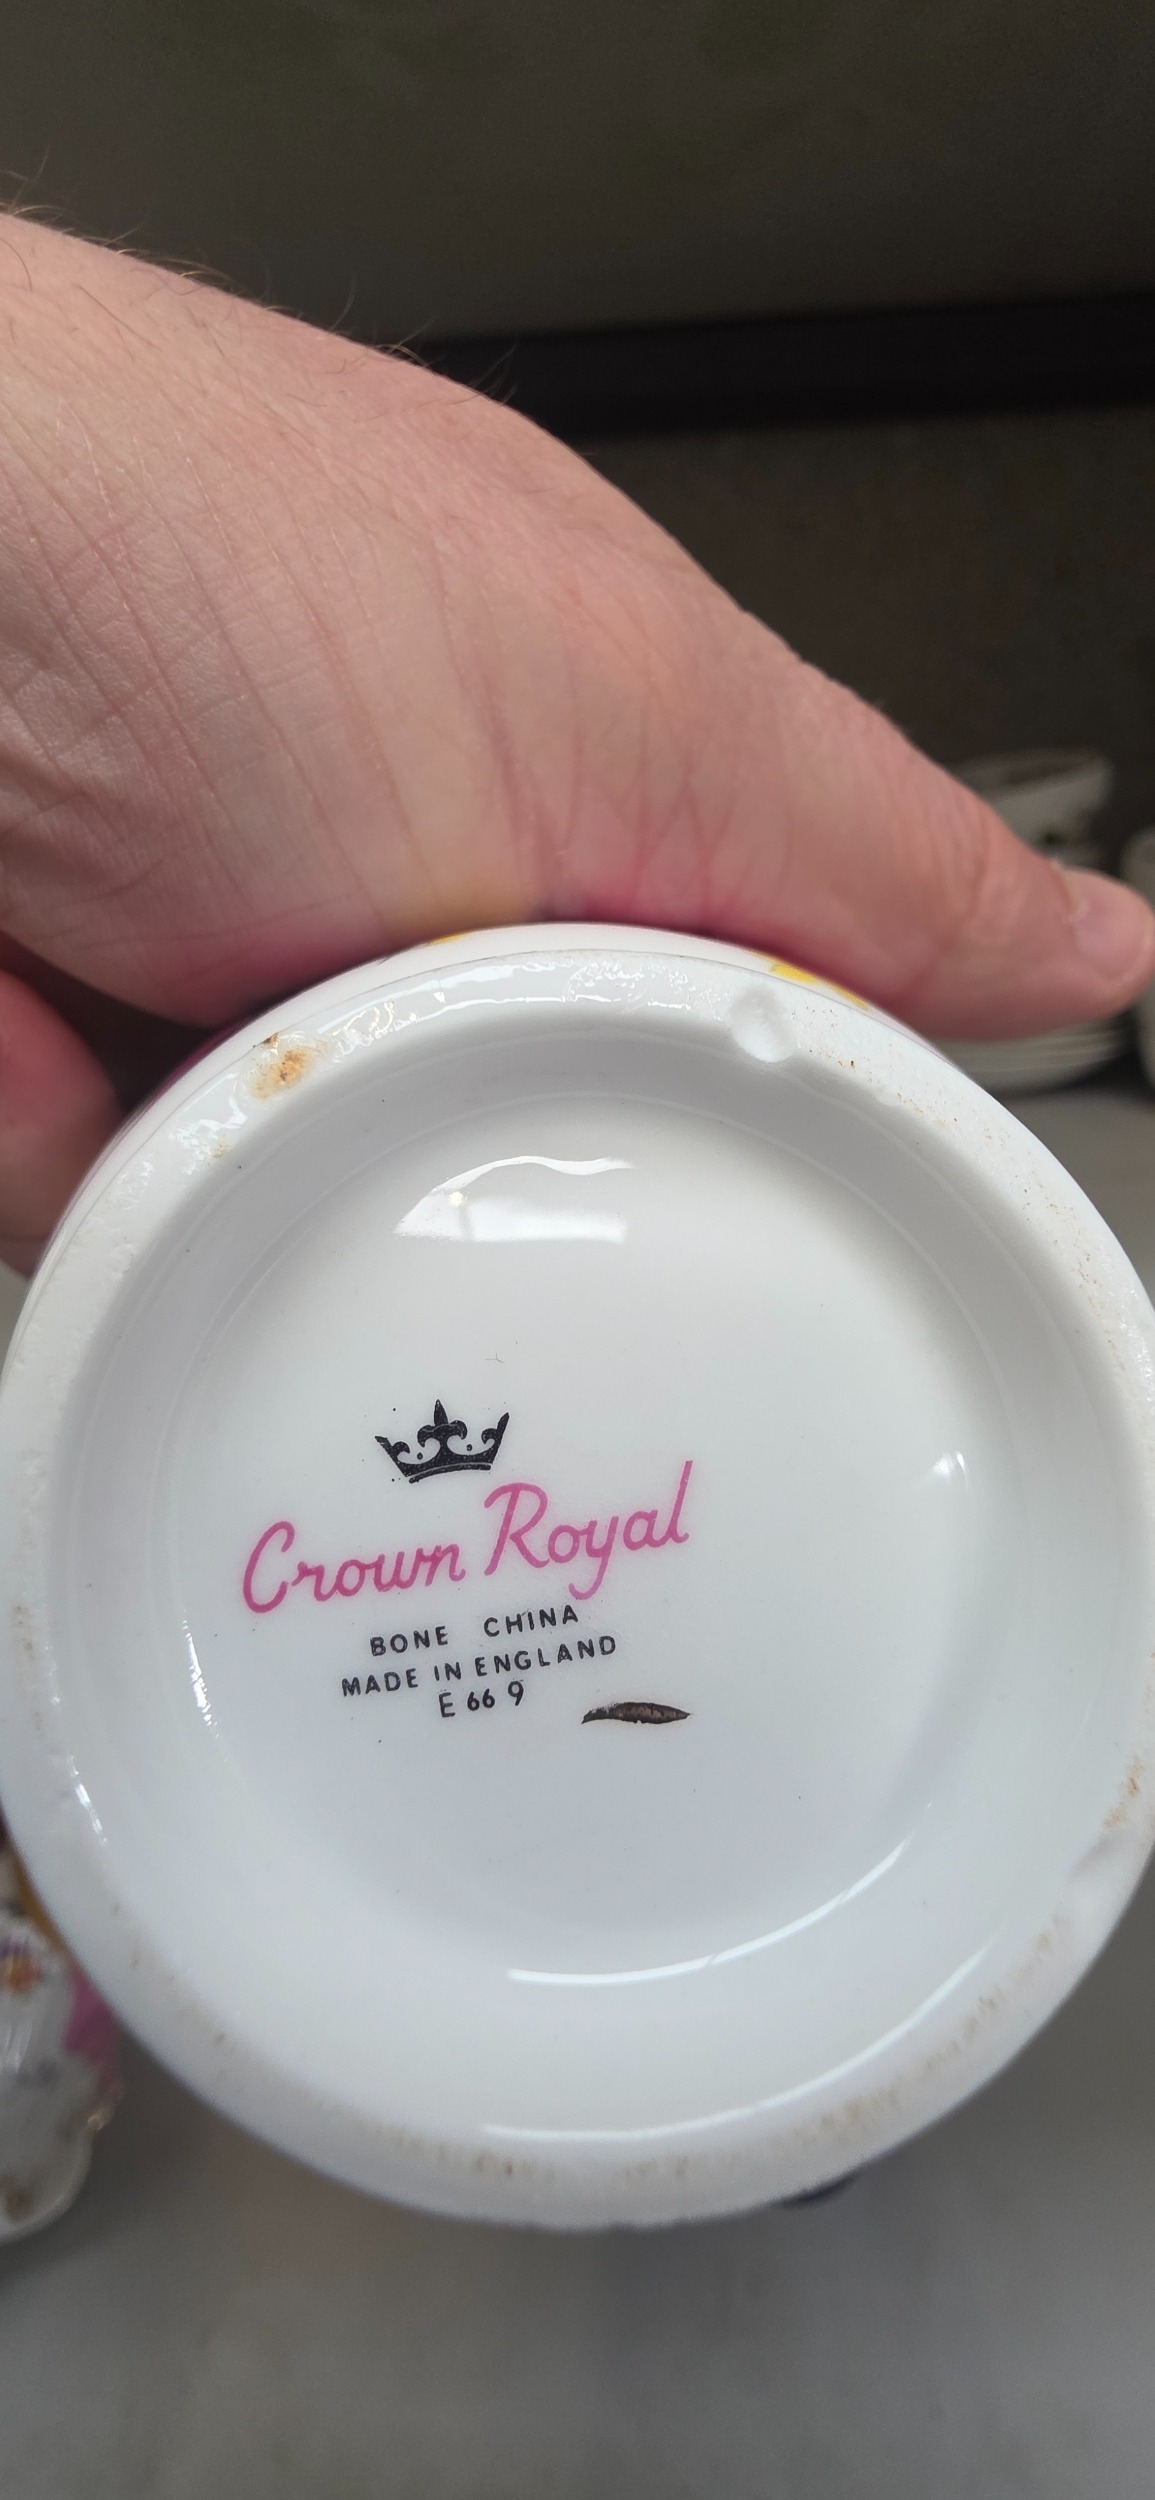 Crown Royal
BONE CHINA
MADE IN ENGLAND
E 66 9